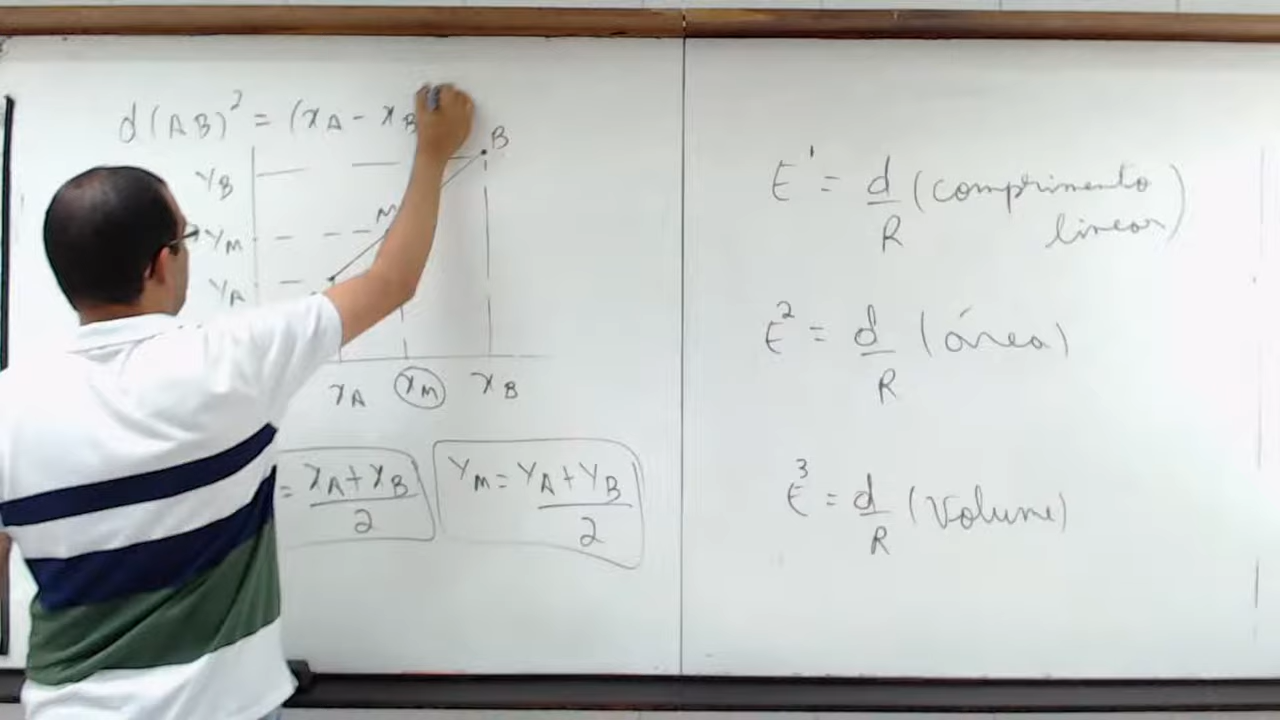 d(AB)² = (xA - xB
B
yB
M
yM
yA
xA xM xB
= xA + xB / 2
yM = yA + yB / 2
E¹ = d/R (comprimento
linear)
E² = d/R (área)
E³ = d/R (Volume)